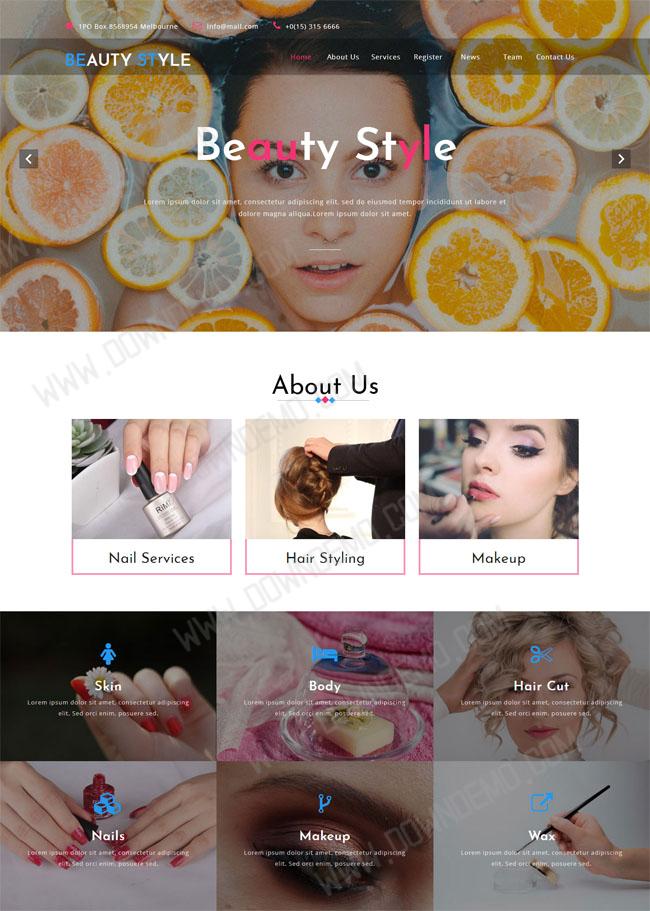 1PO Box 8568954 Melbourne info@mail.com +0(15) 315 6666
BEAUTY STYLE Home About Us Services Register News Team Contact Us
Beauty Style
Lorem ipsum dolor sit amet, consectetur adipiscing elit, sed do eiusmod tempor incididunt ut labore et
dolore magna aliqua.Lorem ipsum dolor sit amet.
WWW.DOWNDEMO.COM
About Us
RIMEL
Nail Services Hair Styling Makeup
WWW.DOWNDEMO.COM
Skin Body Hair Cut
Lorem ipsum dolor sit amet, consectetur adipiscing Lorem ipsum dolor sit amet, consectetur adipiscing Lorem ipsum dolor sit amet, consectetur adipiscing
elit. Sed orci enim, posuere sed. elit. Sed orci enim, posuere sed. elit. Sed orci enim, posuere sed.
Nails Makeup Wax
Lorem ipsum dolor sit amet, consectetur adipiscing Lorem ipsum dolor sit amet, consectetur adipiscing Lorem ipsum dolor sit amet, consectetur adipiscing
elit. Sed orci enim, posuere sed. elit. Sed orci enim, posuere sed. elit. Sed orci enim, posuere sed.
WWW.DOWNDEMO.COM